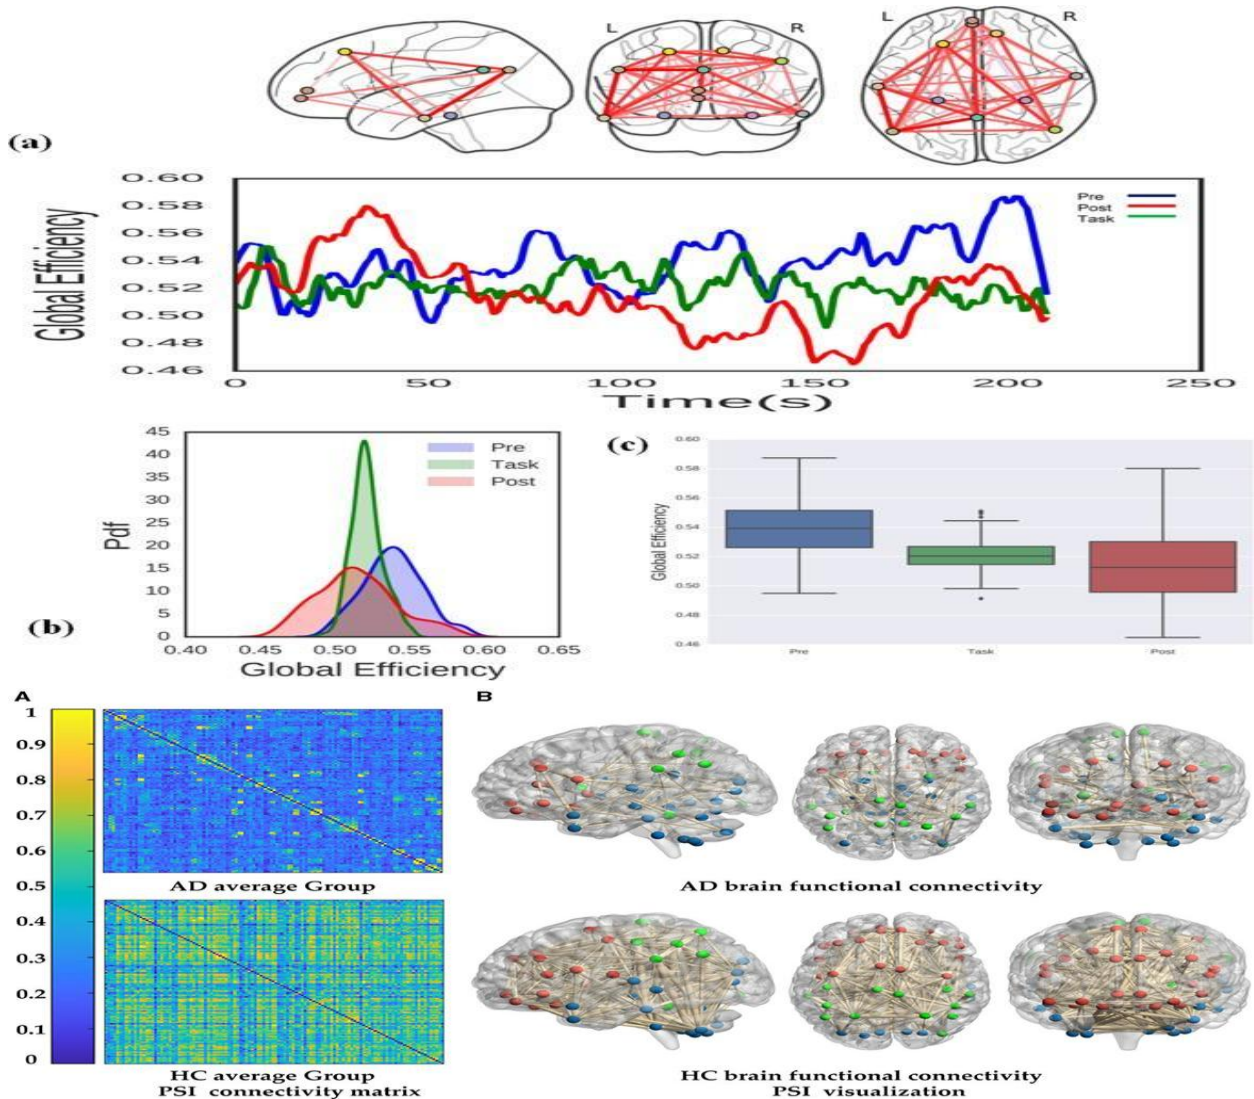 L R L R
(a)
0.60
0.58
0.56
0.54
0.52
0.50
0.48
0.46
Global Efficiency
Pre
Post
Task
0 50 100 150 200 250
Time(s)
(b)
45
40
35
30
25
20
15
10
5
0
Pdf
Pre
Task
Post
0.40 0.45 0.50 0.55 0.60 0.65
Global Efficiency
(c)
0.60
0.58
0.56
0.54
0.52
0.50
0.48
0.46
Global Efficiency
Pre Task Post
A
1
0.9
0.8
0.7
0.6
0.5
0.4
0.3
0.2
0.1
0
AD average Group
HC average Group
PSI connectivity matrix
B
AD brain functional connectivity
HC brain functional connectivity
PSI visualization